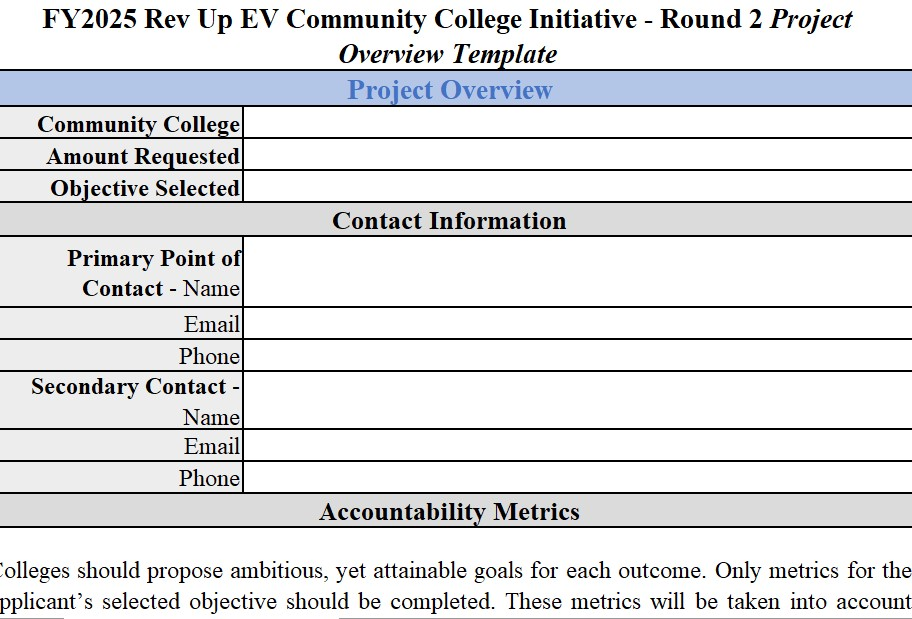 FY2025 Rev Up EV Community College Initiative - Round 2 Project
Overview Template
Project Overview
Community College
Amount Requested
Objective Selected
Contact Information
Primary Point of
Contact - Name
Email
Phone
Secondary Contact -
Name
Email
Phone
Accountability Metrics
olleges should propose ambitious, yet attainable goals for each outcome. Only metrics for the
pplicant’s selected objective should be completed. These metrics will be taken into account